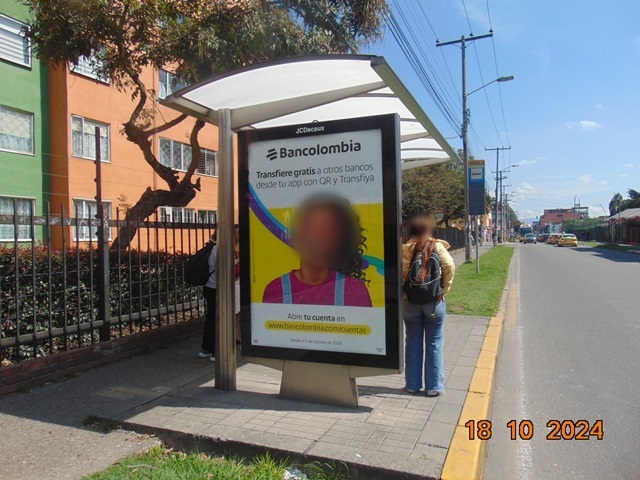 JCDecaux
Bancolombia
Transfiere gratis a otros bancos
desde tu app con QR y Transfiya
Abre tu cuenta en
www.bancolombia.com/cuentas
18 10 2024